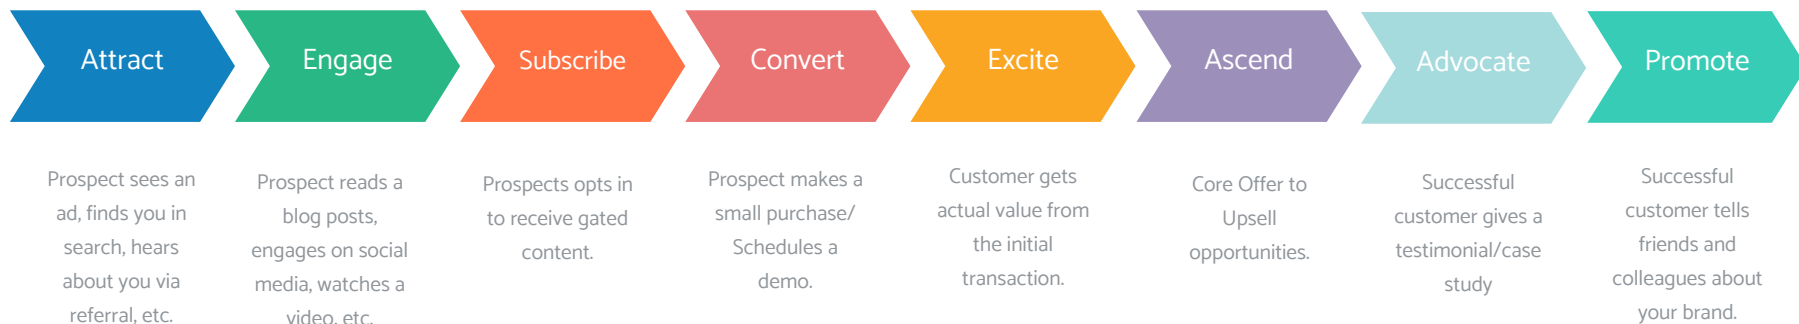 Attract
Engage
Subscribe
Convert
Excite
Ascend
Advocate
Promote
Prospect sees an
ad, finds you in
search, hears
about you via
referral, etc.
Prospect reads a
blog posts,
engages on social
media, watches a
video, etc.
Prospects opts in
to receive gated
content.
Prospect makes a
small purchase/
Schedules a
demo.
Customer gets
actual value from
the initial
transaction.
Core Offer to
Upsell
opportunities.
Successful
customer gives a
testimonial/case
study
Successful
customer tells
friends and
colleagues about
your brand.